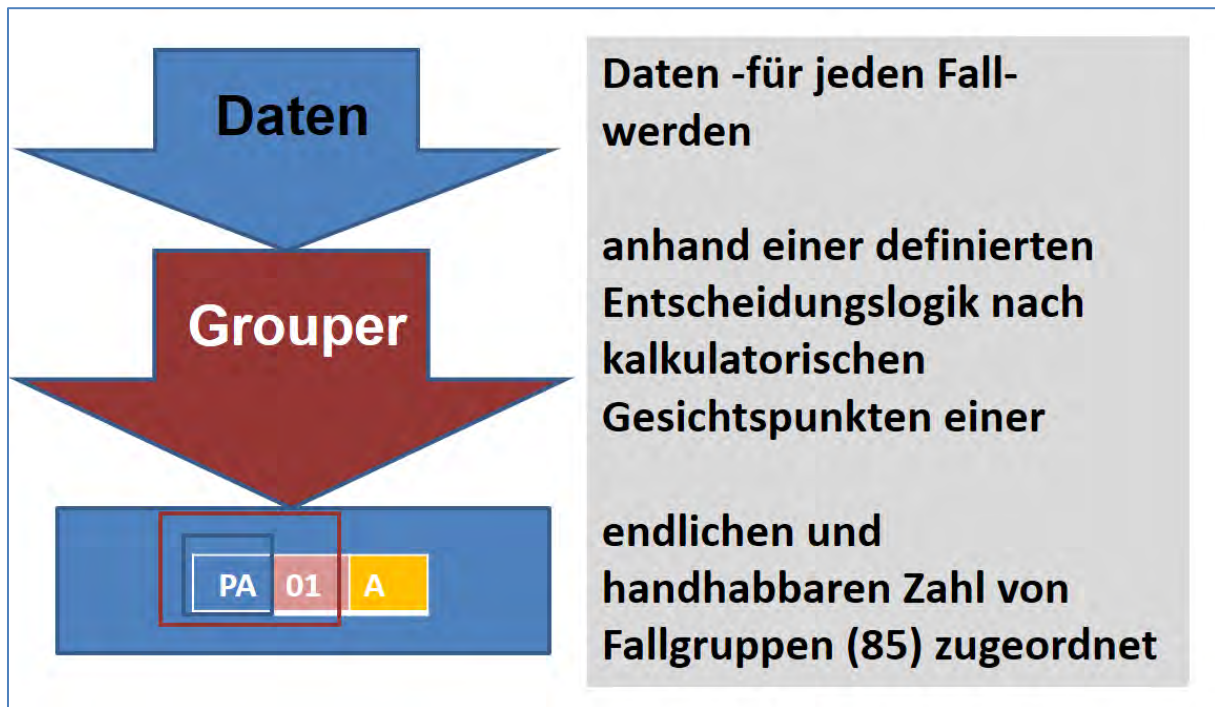 Daten
Grouper
PA 01 A
Daten -für jeden Fall-
werden
anhand einer definierten
Entscheidungslogik nach
kalkulatorischen
Gesichtspunkten einer
endlichen und
handhabbaren Zahl von
Fallgruppen (85) zugeordnet